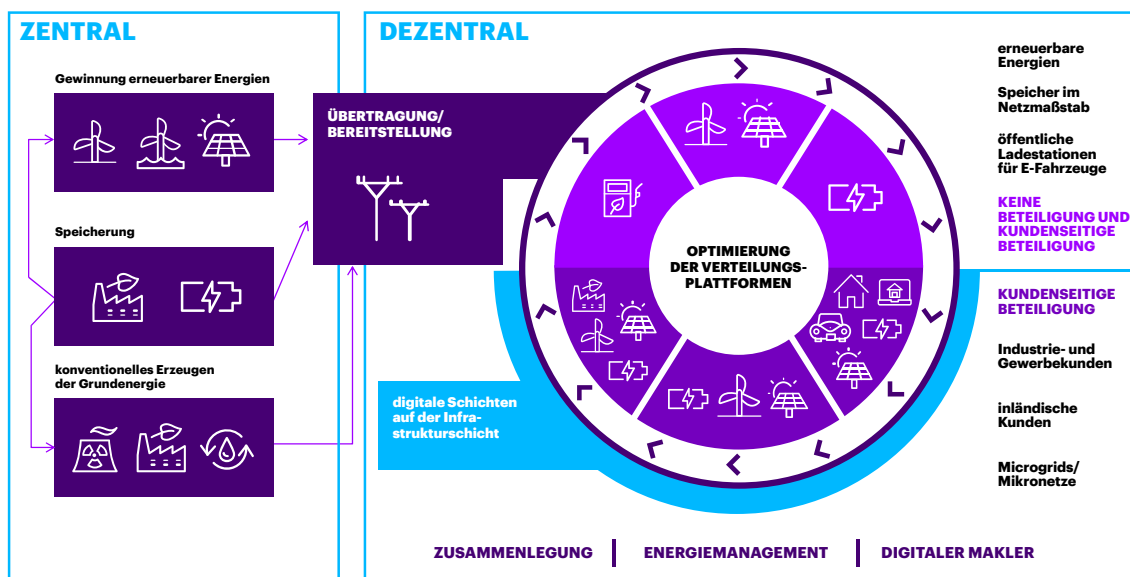 ZENTRAL
Gewinnung erneuerbarer Energien
Speicherung
konventionelles Erzeugen
der Grundenergie
DEZENTRAL
ÜBERTRAGUNG/
BEREITSTELLUNG
OPTIMIERUNG
DER VERTEILUNGS-
PLATTFORMEN
digitale Schichten
auf der Infra-
strukturschicht
erneuerbare
Energien
Speicher im
Netzmaßstab
öffentliche
Ladestationen
für E-Fahrzeuge
KEINE
BETEILIGUNG UND
KUNDENSEITIGE
BETEILIGUNG
KUNDENSEITIGE
BETEILIGUNG
Industrie- und
Gewerbekunden
inländische
Kunden
Microgrids/
Mikronetze
ZUSAMMENLEGUNG
ENERGIEMANAGEMENT
DIGITALER MAKLER